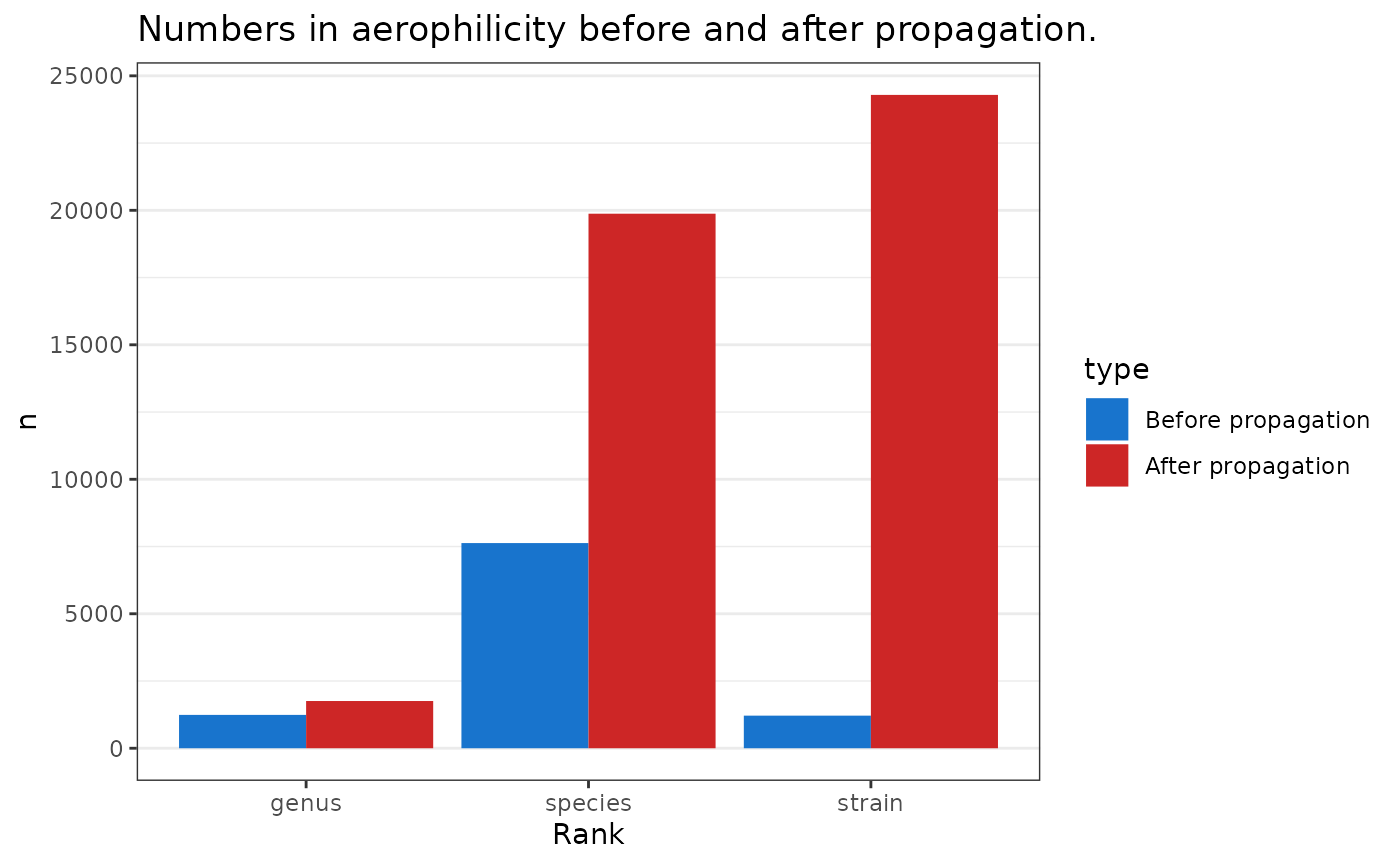 Numbers in aerophilicity before and after propagation.
25000
20000
15000
10000
5000
0
n
genus species strain
Rank
type
Before propagation
After propagation